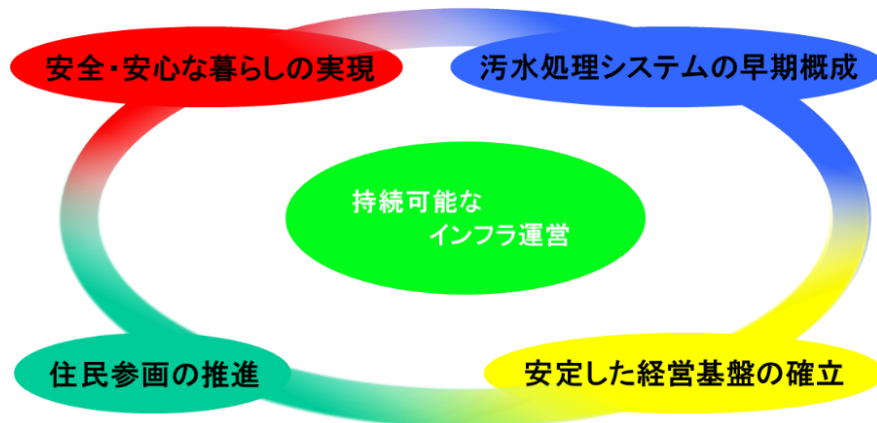 安全・安心な暮らしの実現
汚水処理システムの早期概成
持続可能な
インフラ運営
住民参画の推進
安定した経営基盤の確立